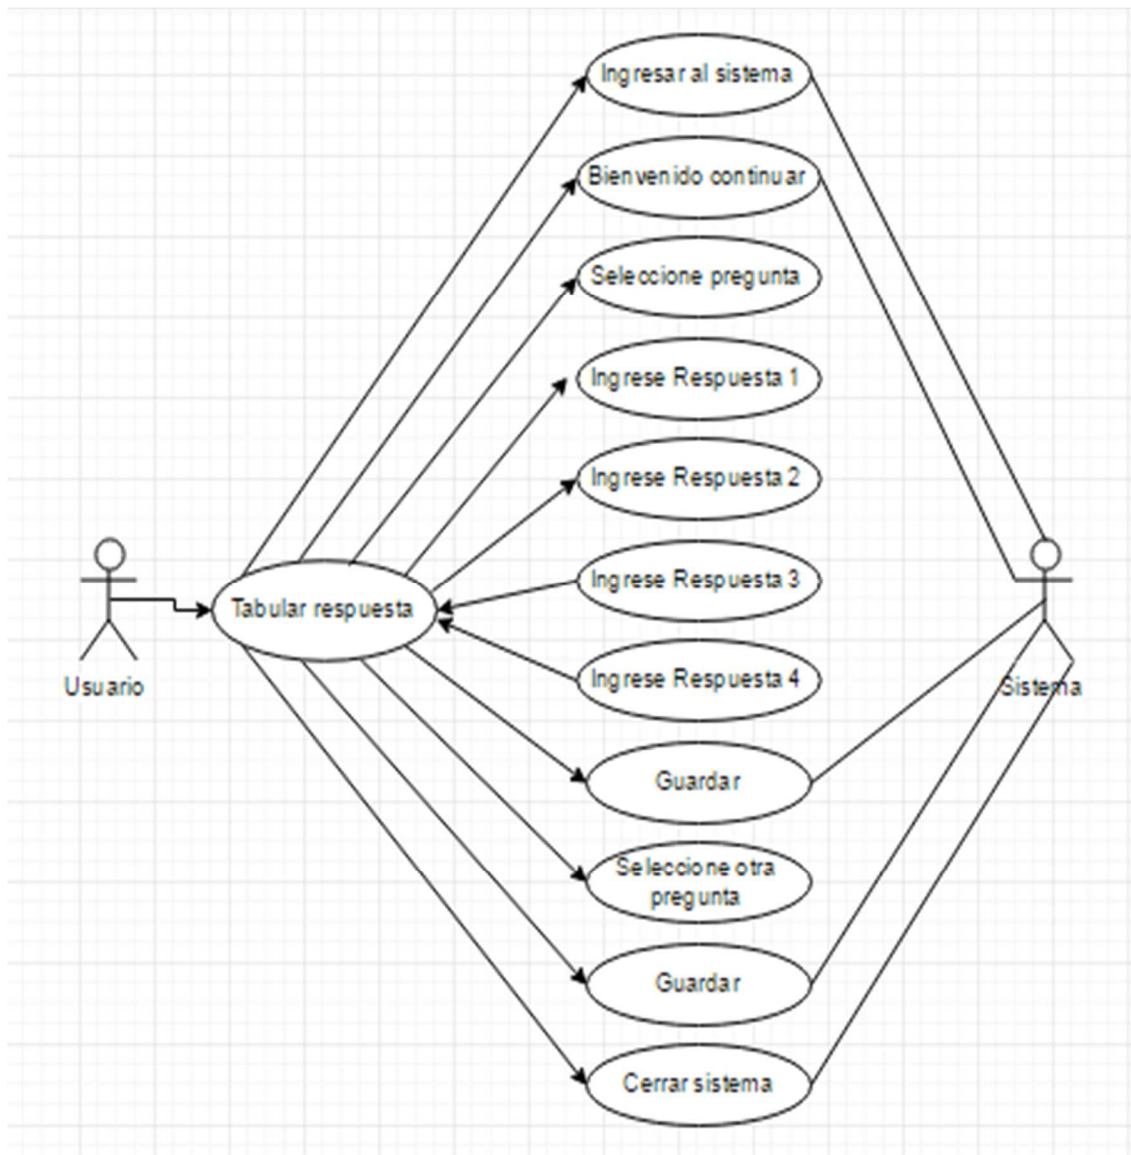 Ingresar al sistema
Bienvenido continuar
Seleccione pregunta
Ingrese Respuesta 1
Ingrese Respuesta 2
Ingrese Respuesta 3
Tabular respuesta
Ingrese Respuesta 4
Usuario
Sistema
Guardar
Seleccione otra
pregunta
Guardar
Cerrar sistema